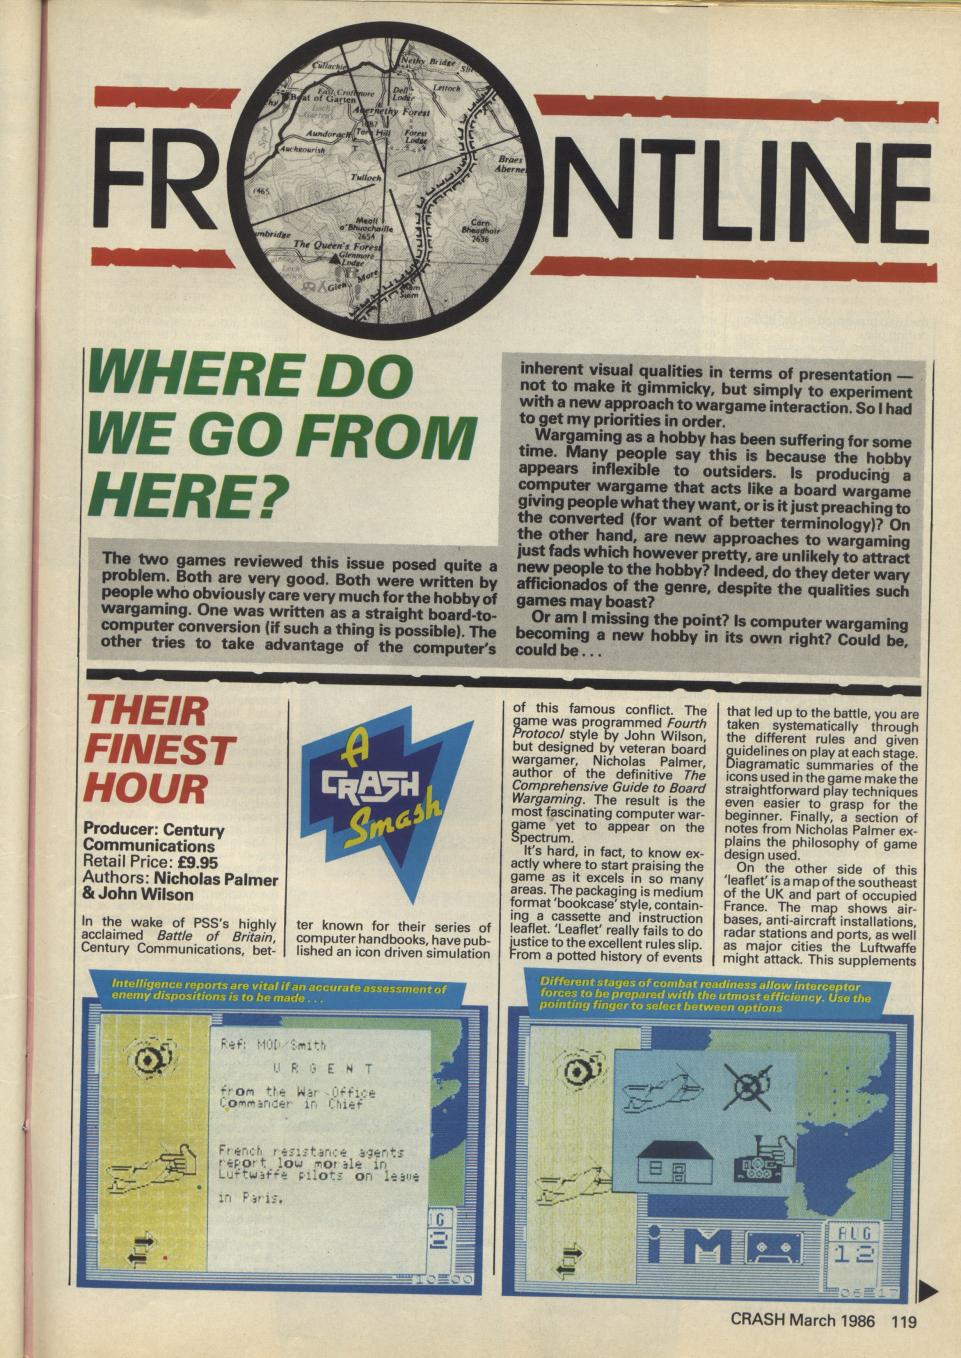 FRONTLINE
Cullachie
Nethy Bridge
East Croftmore
Boat of Garten
Dell Lodge
Lettoch
Loch Garten
Abernethy Forest
Aundorach
Torr Hill
Forest Lodge
Auchgourish
Tulloch
Braes
1465
Meall
a'Bhuachaille
2654
Carn
Bheadhair
2636
The Queen's Forest
Glenmore
Lodge
Glen More
WHERE DO
WE GO FROM
HERE?
The two games reviewed this issue posed quite a
problem. Both are very good. Both were written by
people who obviously care very much for the hobby of
wargaming. One was written as a straight board-to-
computer conversion (if such a thing is possible). The
other tries to take advantage of the computer's
inherent visual qualities in terms of presentation —
not to make it gimmicky, but simply to experiment
with a new approach to wargame interaction. So I had
to get my priorities in order.
Wargaming as a hobby has been suffering for some
time. Many people say this is because the hobby
appears inflexible to outsiders. Is producing a
computer wargame that acts like a board wargame
giving people what they want, or is it just preaching to
the converted (for want of better terminology)? On
the other hand, are new approaches to wargaming
just fads which however pretty, are unlikely to attract
new people to the hobby? Indeed, do they deter wary
afficionados of the genre, despite the qualities such
games may boast?
Or am I missing the point? Is computer wargaming
becoming a new hobby in its own right? Could be,
could be . . .
THEIR
FINEST
HOUR
Producer: Century
Communications
Retail Price: £9.95
Authors: Nicholas Palmer
& John Wilson
In the wake of PSS's highly
acclaimed Battle of Britain,
Century Communications, bet-
A
CRASH
Smash
ter known for their series of
computer handbooks, have pub-
lished an icon driven simulation
of this famous conflict. The
game was programmed Fourth
Protocol style by John Wilson,
but designed by veteran board
wargamer, Nicholas Palmer,
author of the definitive The
Comprehensive Guide to Board
Wargaming. The result is the
most fascinating computer war-
game yet to appear on the
Spectrum.
It's hard, in fact, to know ex-
actly where to start praising the
game as it excels in so many
areas. The packaging is medium
format 'bookcase' style, contain-
ing a cassette and instruction
leaflet. 'Leaflet' really fails to do
justice to the excellent rules slip.
From a potted history of events
that led up to the battle, you are
taken systematically through
the different rules and given
guidelines on play at each stage.
Diagramatic summaries of the
icons used in the game make the
straightforward play techniques
even easier to grasp for the
beginner. Finally, a section of
notes from Nicholas Palmer ex-
plains the philosophy of game
design used.
On the other side of this
'leaflet' is a map of the southeast
of the UK and part of occupied
France. The map shows air-
bases, anti-aircraft installations,
radar stations and ports, as well
as major cities the Luftwaffe
might attack. This supplements
Intelligence reports are vital if an accurate assessment of
enemy dispositions is to be made . . .
Ref: MOD/Smith
URGENT
from the War Office
Commander in Chief
French resistance agents
report low morale in
Luftwaffe pilots on leave
in Paris.
10 00
Different stages of combat readiness allow interceptor
forces to be prepared with the utmost efficiency. Use the
pointing finger to select between options
i M
AUG
12
06 17
CRASH March 1986 119